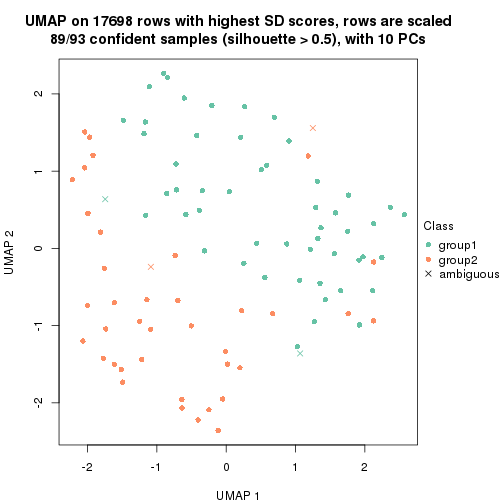 UMAP on 17698 rows with highest SD scores, rows are scaled
89/93 confident samples (silhouette > 0.5), with 10 PCs
2
1
0
-1
-2
UMAP 2
-2
-1
0
1
2
UMAP 1
Class
group1
group2
ambiguous